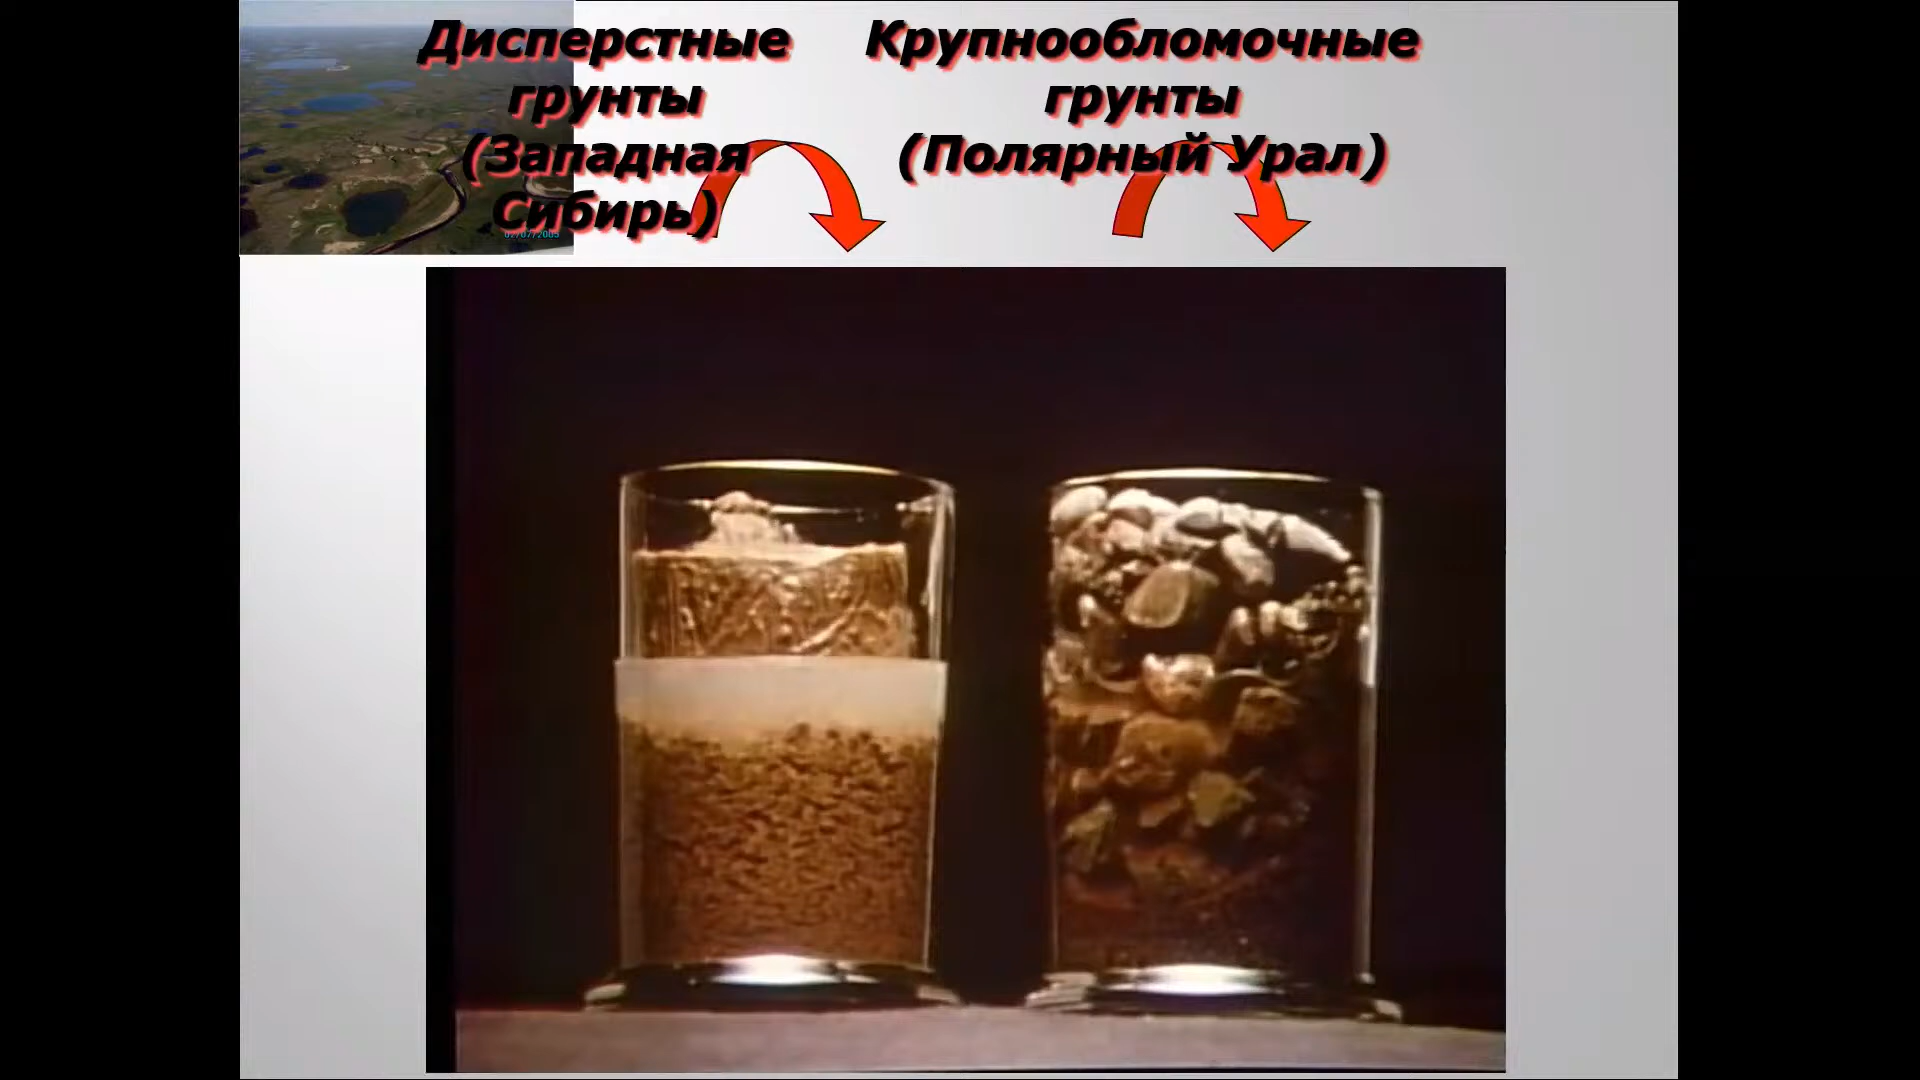 Дисперстные
грунты
(Западная
Сибирь)
Крупнообломочные
грунты
(Полярный Урал)